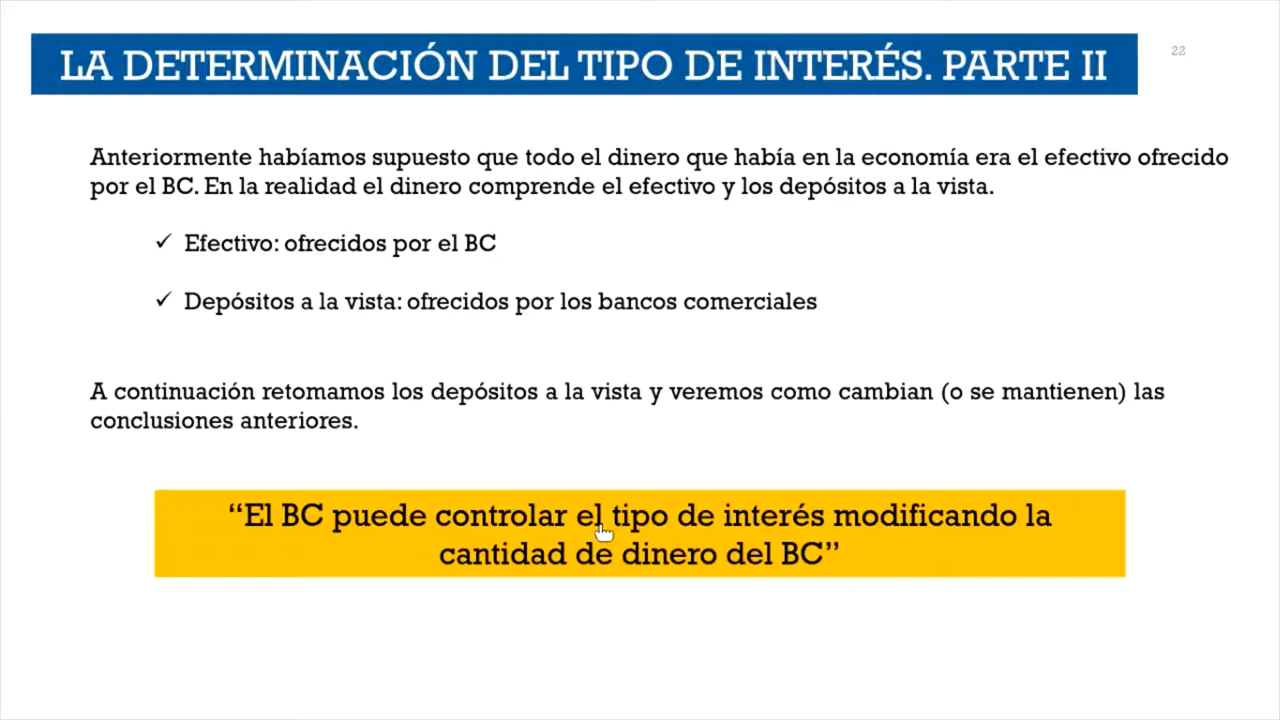 LA DETERMINACIÓN DEL TIPO DE INTERÉS. PARTE II
22
Anteriormente habíamos supuesto que todo el dinero que había en la economía era el efectivo ofrecido
por el BC. En la realidad el dinero comprende el efectivo y los depósitos a la vista.
✓ Efectivo: ofrecidos por el BC
✓ Depósitos a la vista: ofrecidos por los bancos comerciales
A continuación retomamos los depósitos a la vista y veremos como cambian (o se mantienen) las
conclusiones anteriores.
“El BC puede controlar el tipo de interés modificando la
cantidad de dinero del BC”